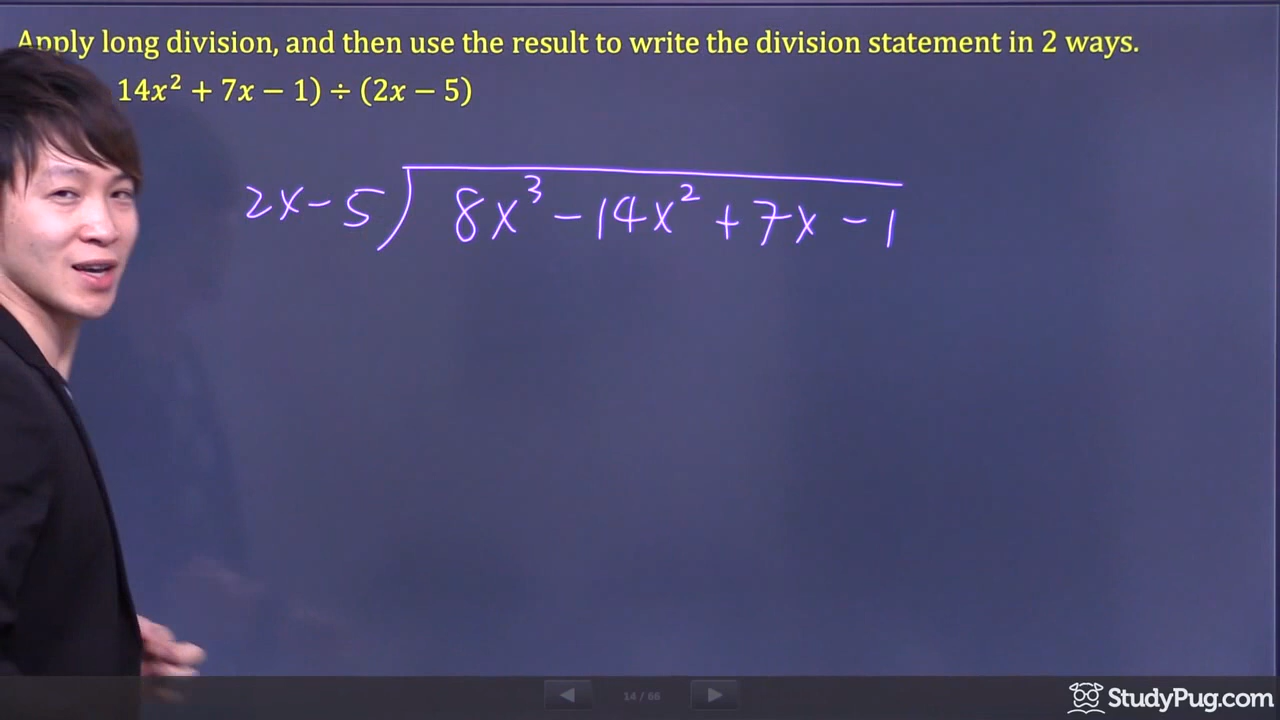 Apply long division, and then use the result to write the division statement in 2 ways.
14x² + 7x − 1) ÷ (2x − 5)
2x − 5) 8x³ − 14x² + 7x − 1
14 / 66
StudyPug.com